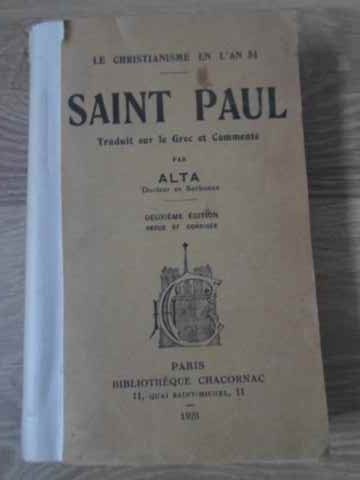 LE CHRISTIANISME EN L'AN 54
SAINT PAUL
Traduit sur le Grec et Commenté
PAR
ALTA
Docteur en Sorbonne
DEUXIÈME ÉDITION
REVUE ET CORRIGÉE
PARIS
BIBLIOTHÈQUE CHACORNAC
11, QUAI SAINT-MICHEL, 11